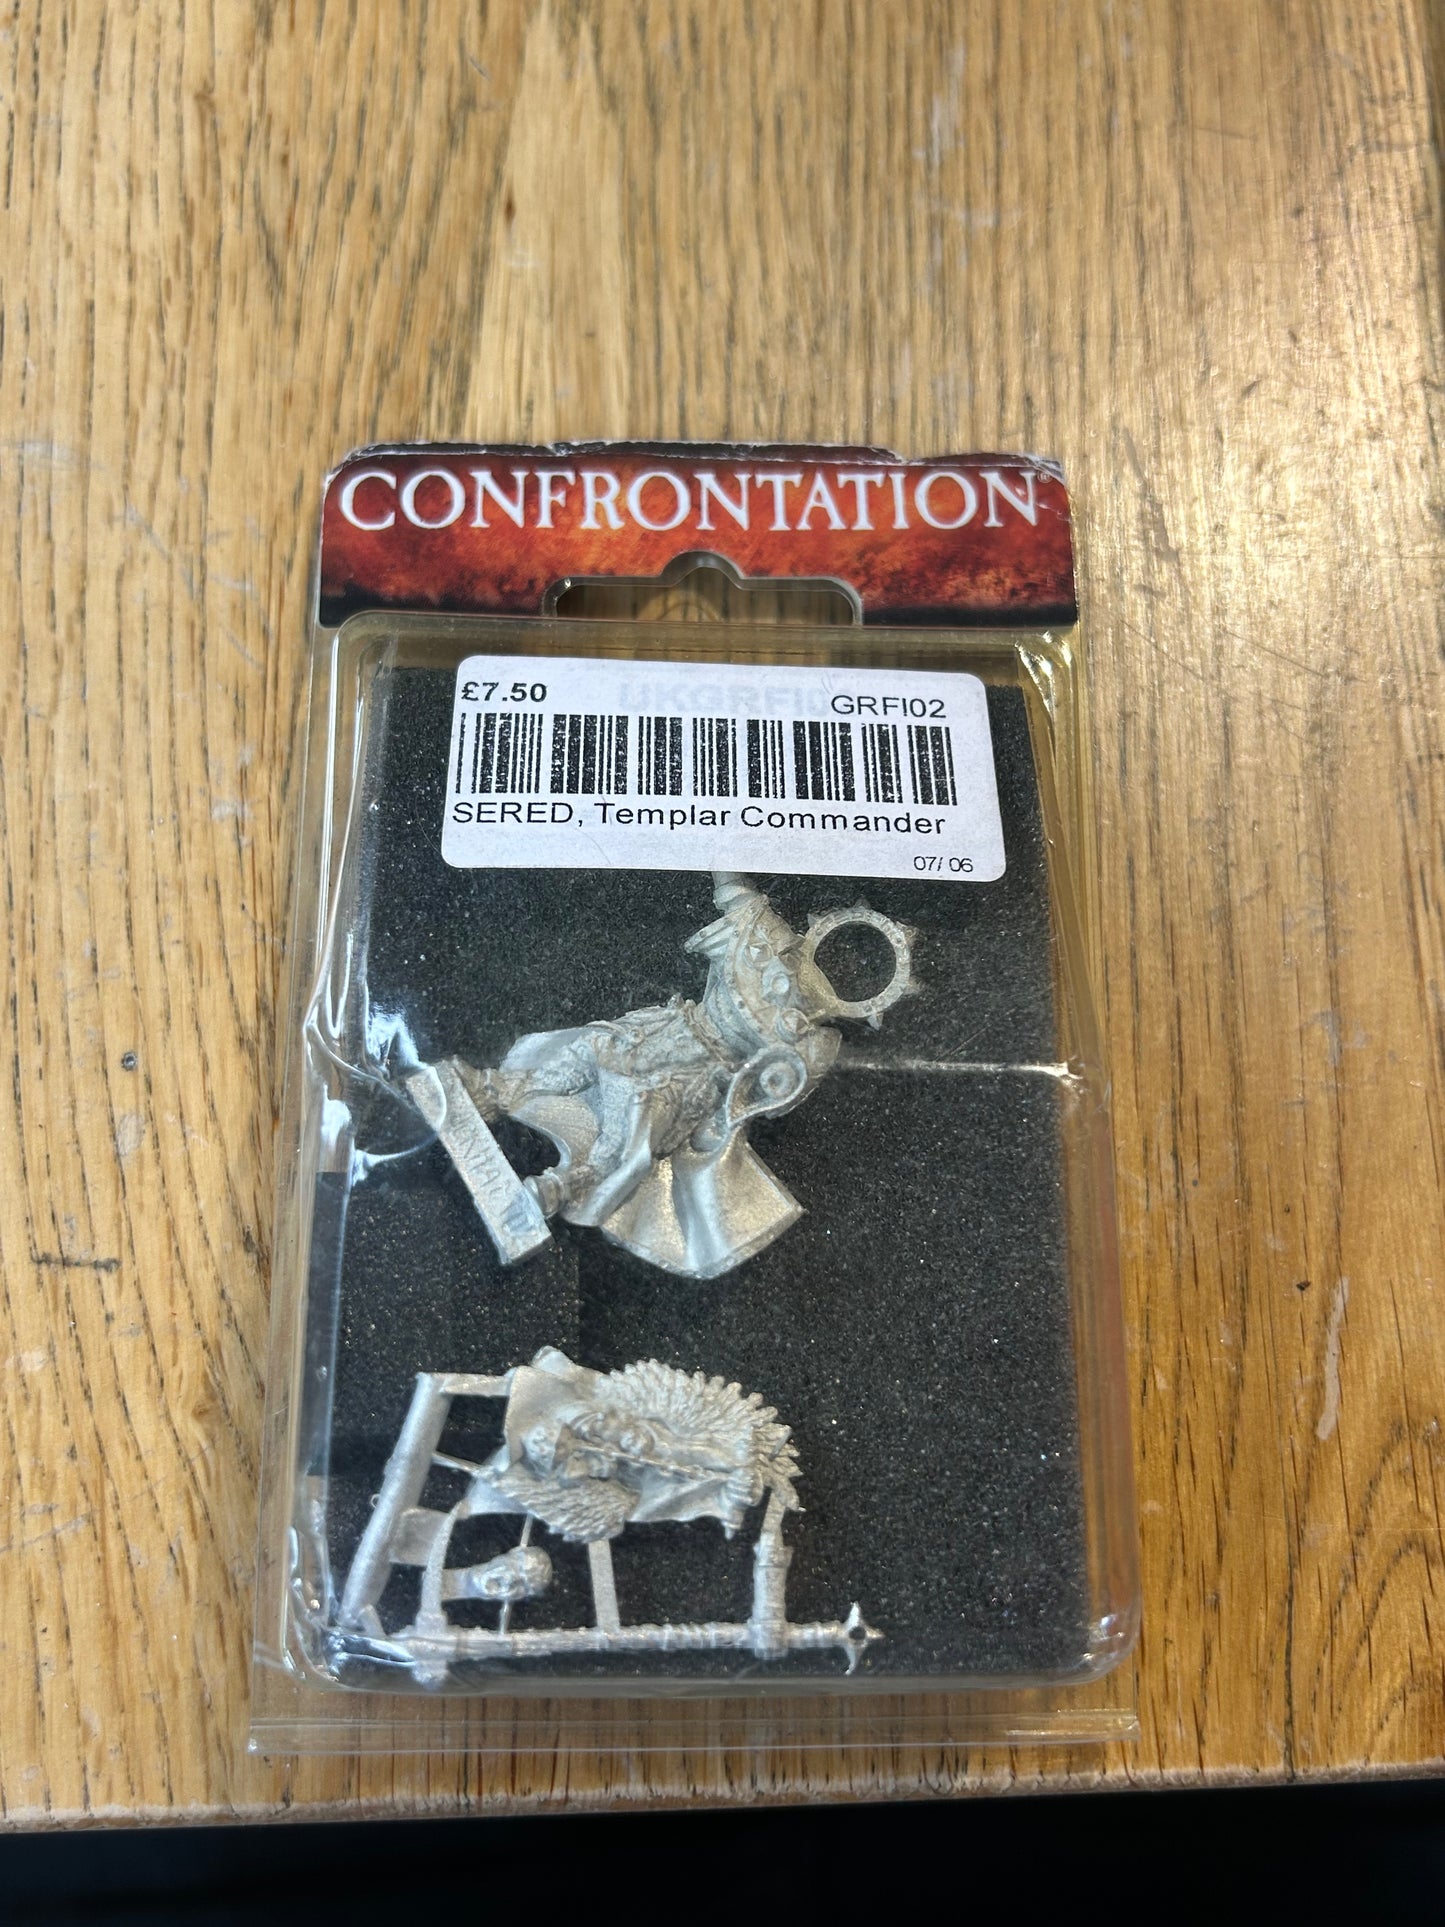 CONFRONTATION®
£7.50 GRFI02
SERED, Templar Commander
07/06